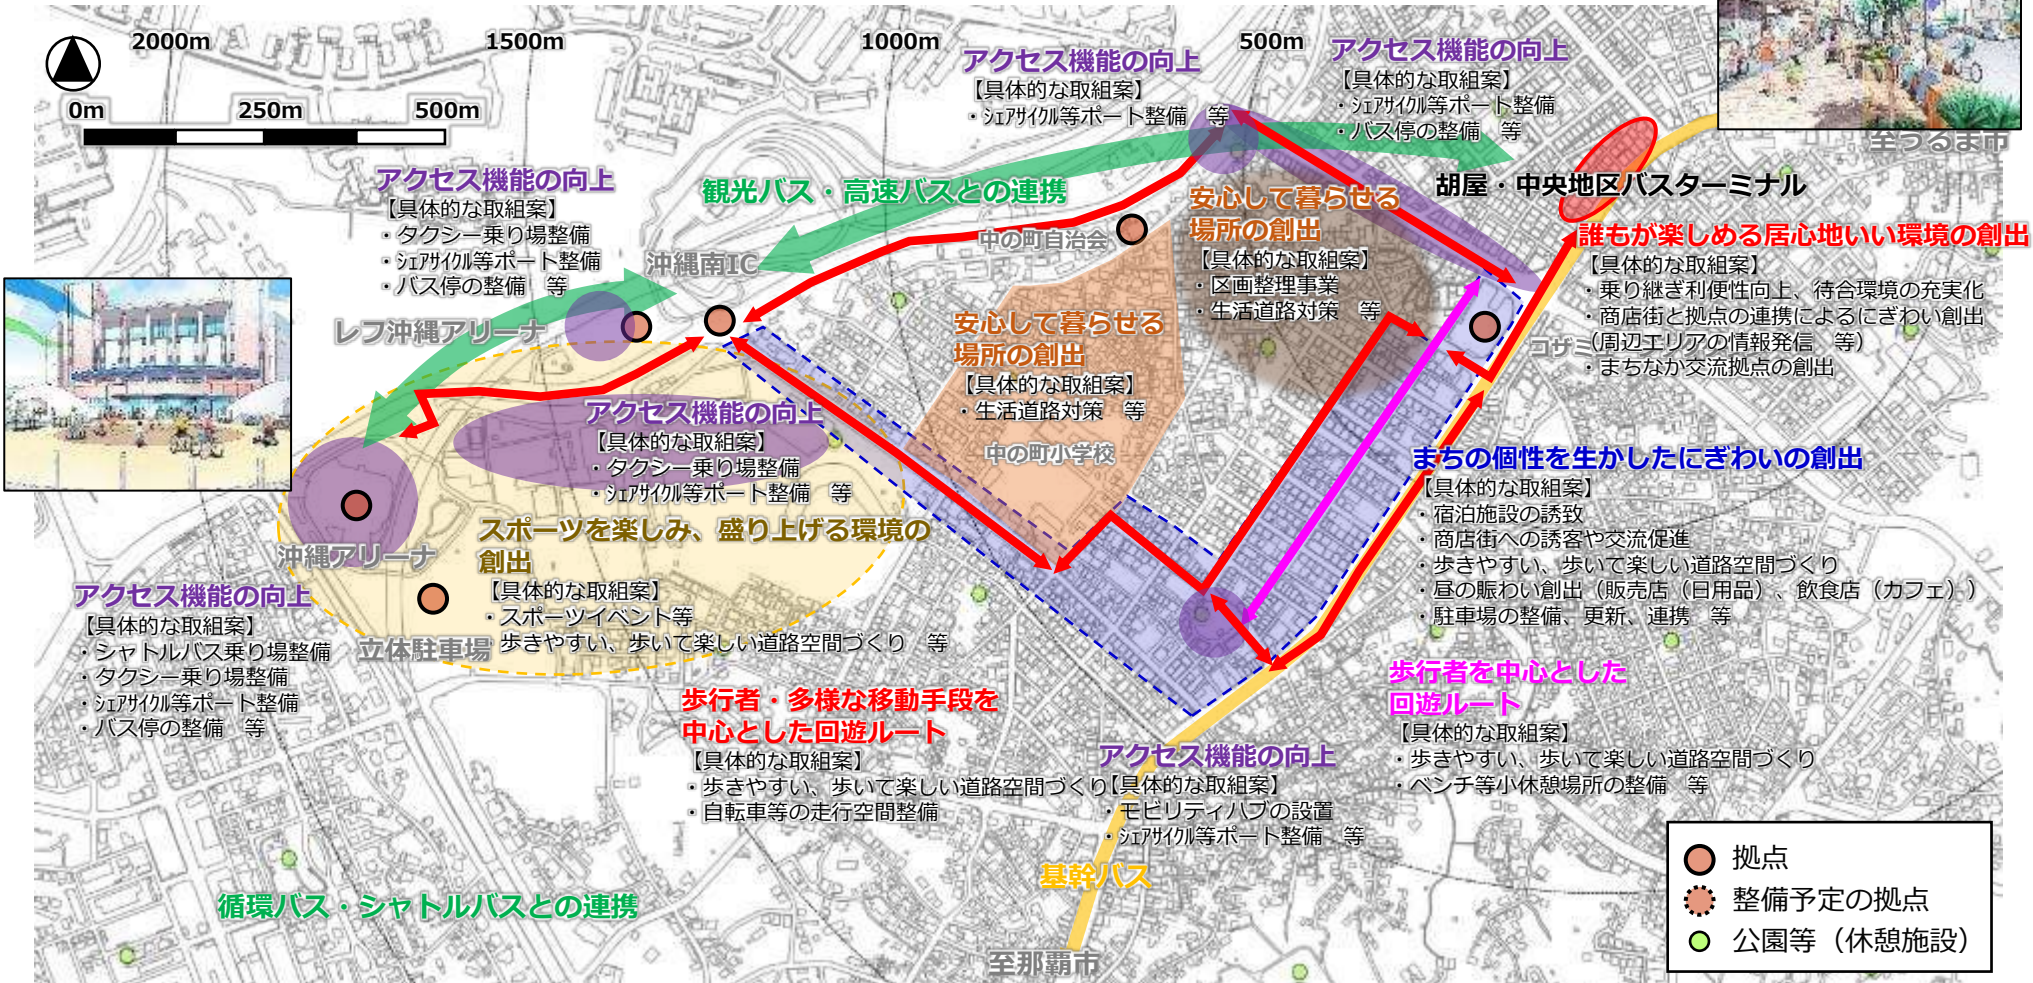 2000m
1500m
1000m
500m
0m
250m
500m
アクセス機能の向上
【具体的な取組案】
・シェアサイクル等ポート整備　等
アクセス機能の向上
【具体的な取組案】
・シェアサイクル等ポート整備
・バス停の整備　等
至うるま市
アクセス機能の向上
【具体的な取組案】
・タクシー乗り場整備
・シェアサイクル等ポート整備
・バス停の整備　等
観光バス・高速バスとの連携
沖縄南IC
中の町自治会
安心して暮らせる
場所の創出
【具体的な取組案】
・区画整理事業
・生活道路対策　等
胡屋・中央地区バスターミナル
誰もが楽しめる居心地いい環境の創出
【具体的な取組案】
・乗り継ぎ利便性向上、待合環境の充実化
・商店街と拠点の連携によるにぎわい創出
（周辺エリアの情報発信　等）
・まちなか交流拠点の創出
コザミ
レフ沖縄アリーナ
安心して暮らせる
場所の創出
【具体的な取組案】
・生活道路対策　等
中の町小学校
アクセス機能の向上
【具体的な取組案】
・タクシー乗り場整備
・シェアサイクル等ポート整備　等
まちの個性を生かしたにぎわいの創出
【具体的な取組案】
・宿泊施設の誘致
・商店街への誘客や交流促進
・歩きやすい、歩いて楽しい道路空間づくり
・昼の賑わい創出（販売店（日用品）、飲食店（カフェ））
・駐車場の整備、更新、連携　等
沖縄アリーナ
スポーツを楽しみ、盛り上げる環境の
創出
【具体的な取組案】
・スポーツイベント等
・歩きやすい、歩いて楽しい道路空間づくり　等
立体駐車場
アクセス機能の向上
【具体的な取組案】
・シャトルバス乗り場整備
・タクシー乗り場整備
・シェアサイクル等ポート整備
・バス停の整備　等
歩行者・多様な移動手段を
中心とした回遊ルート
【具体的な取組案】
・歩きやすい、歩いて楽しい道路空間づくり
・自転車等の走行空間整備
アクセス機能の向上
【具体的な取組案】
・モビリティハブの設置
・シェアサイクル等ポート整備　等
歩行者を中心とした
回遊ルート
【具体的な取組案】
・歩きやすい、歩いて楽しい道路空間づくり
・ベンチ等小休憩場所の整備　等
基幹バス
循環バス・シャトルバスとの連携
至那覇市
拠点
整備予定の拠点
公園等（休憩施設）